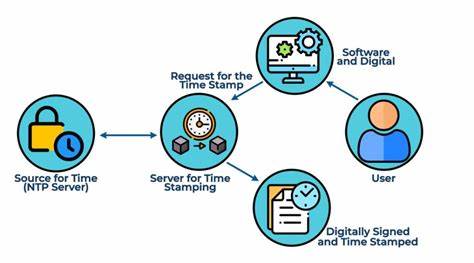 Software
and Digital
Request for the
Time Stamp
Source for Time
(NTP Server)
Server for Time
Stamping
User
Digitally Signed
and Time Stamped